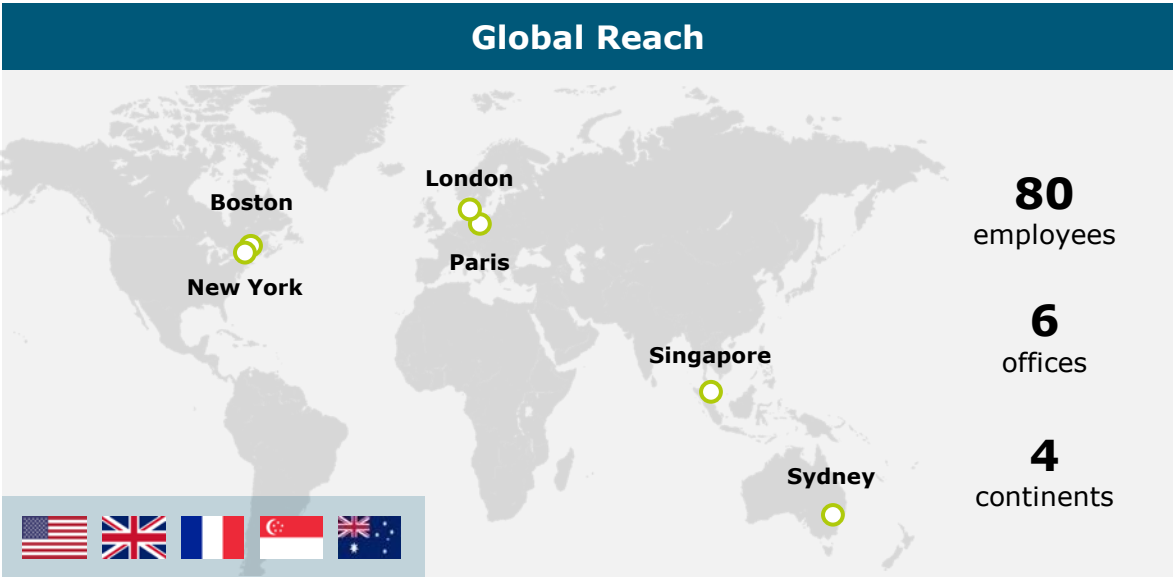 Global Reach
London
Boston
Paris
New York
Singapore
Sydney
80
employees
6
offices
4
continents